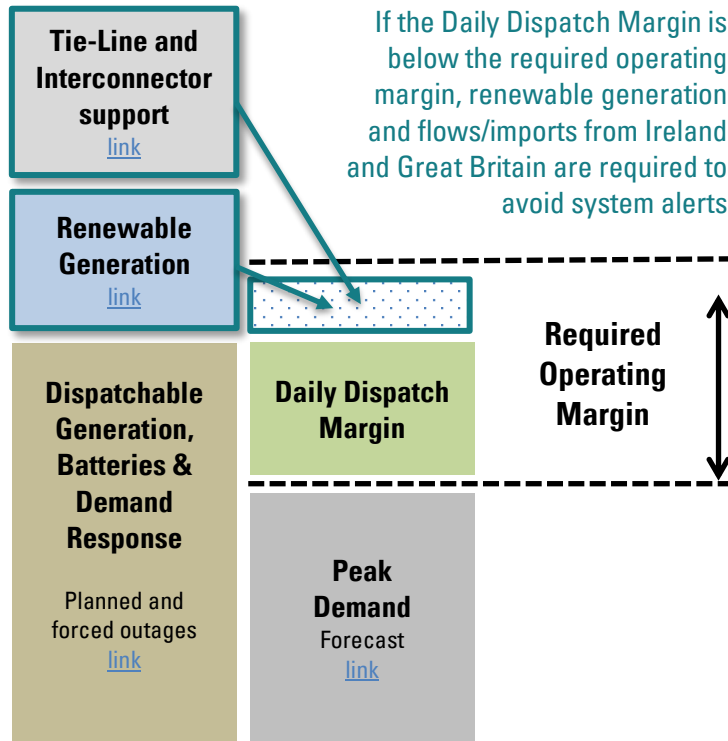 Tie-Line and
Interconnector
support
link
If the Daily Dispatch Margin is
below the required operating
margin, renewable generation
and flows/imports from Ireland
and Great Britain are required to
avoid system alerts
Renewable
Generation
link
Required
Operating
Margin
Dispatchable
Generation,
Batteries &
Demand
Response
Planned and
forced outages
link
Daily Dispatch
Margin
Peak
Demand
Forecast
link